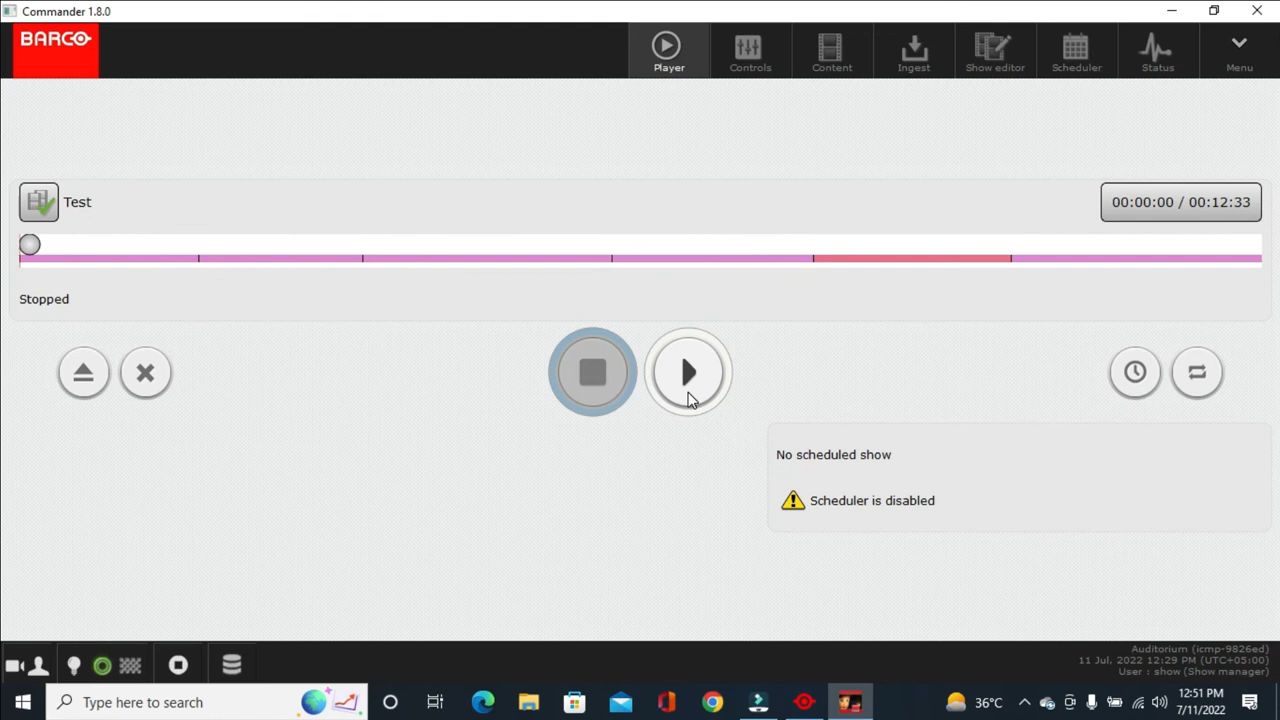 Commander 1.8.0
BARCO
Player
Controls
Content
Ingest
Show editor
Scheduler
Status
Menu
Test
00:00:00 / 00:12:33
Stopped
No scheduled show
Scheduler is disabled
Auditorium (icmp-9826ed)
11 Jul, 2022 12:29 PM (UTC+05:00)
User : show (Show manager)
Type here to search
36°C
12:51 PM
7/11/2022